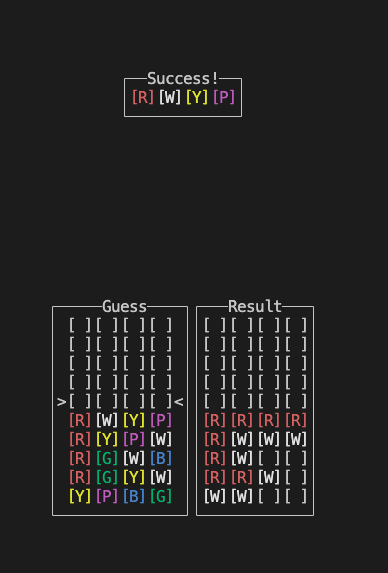 Success!
[R][W][Y][P]
Guess Result
[ ][ ][ ][ ] [ ][ ][ ][ ]
[ ][ ][ ][ ] [ ][ ][ ][ ]
[ ][ ][ ][ ] [ ][ ][ ][ ]
[ ][ ][ ][ ] [ ][ ][ ][ ]
>[ ][ ][ ][ ]< [ ][ ][ ][ ]
[R][W][Y][P] [R][R][R][R]
[R][Y][P][W] [R][W][W][W]
[R][G][W][B] [R][W][ ][ ]
[R][G][Y][W] [R][R][W][ ]
[Y][P][B][G] [W][W][ ][ ]